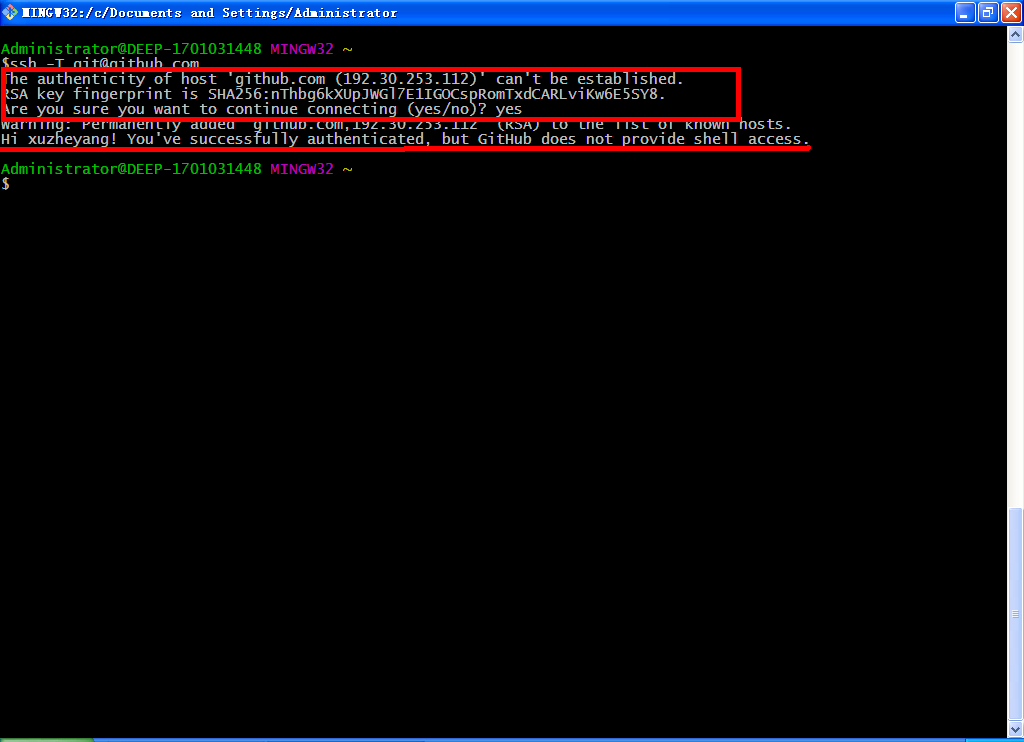 MINGW32:/c/Documents and Settings/Administrator
Administrator@DEEP-1701031448 MINGW32 ~
$ssh -T git@github.com
The authenticity of host 'github.com (192.30.253.112)' can't be established.
RSA key fingerprint is SHA256:nThbg6kXUpJWGl7E1IGOCspRomTxdCARLviKw6E5SY8.
Are you sure you want to continue connecting (yes/no)? yes
Warning: Permanently added 'github.com,192.30.253.112' (RSA) to the list of known hosts.
Hi xuzheyang! You've successfully authenticated, but GitHub does not provide shell access.
Administrator@DEEP-1701031448 MINGW32 ~
$